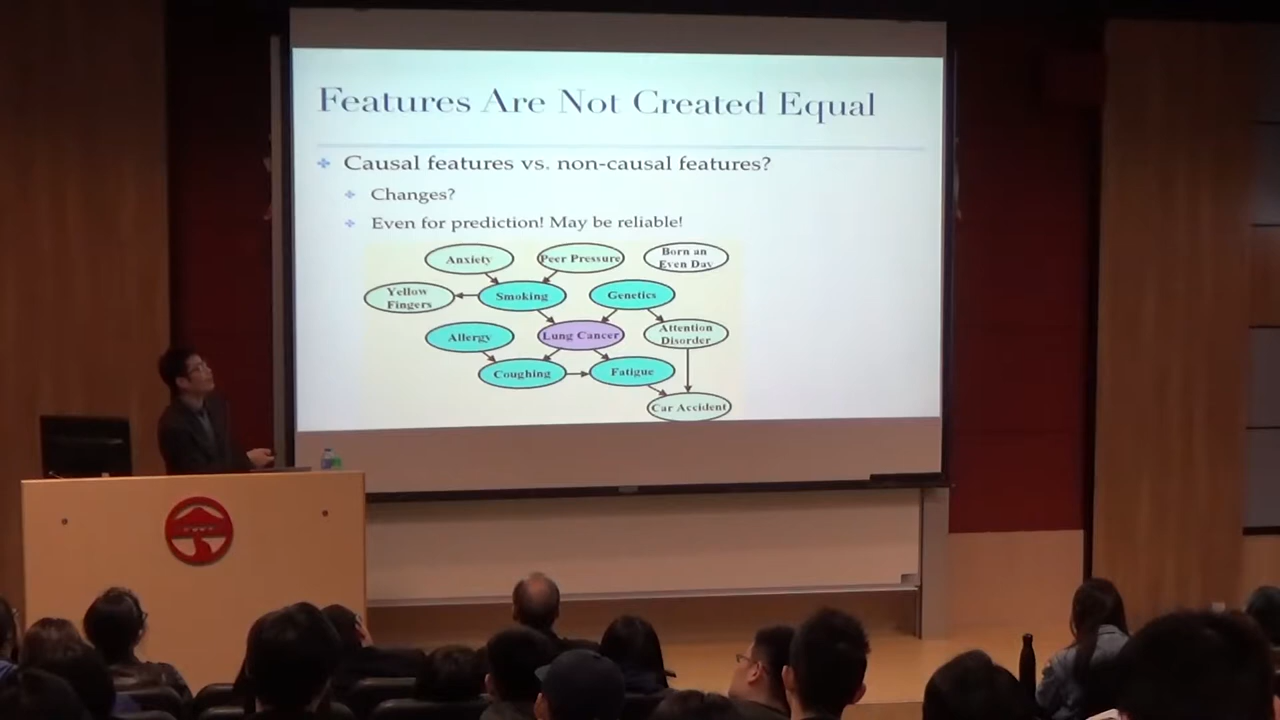 Features Are Not Created Equal
Causal features vs. non-causal features?
Changes?
Even for prediction! May be reliable!
Anxiety
Peer Pressure
Born an
Even Day
Yellow
Fingers
Smoking
Genetics
Allergy
Lung Cancer
Attention
Disorder
Coughing
Fatigue
Car Accident